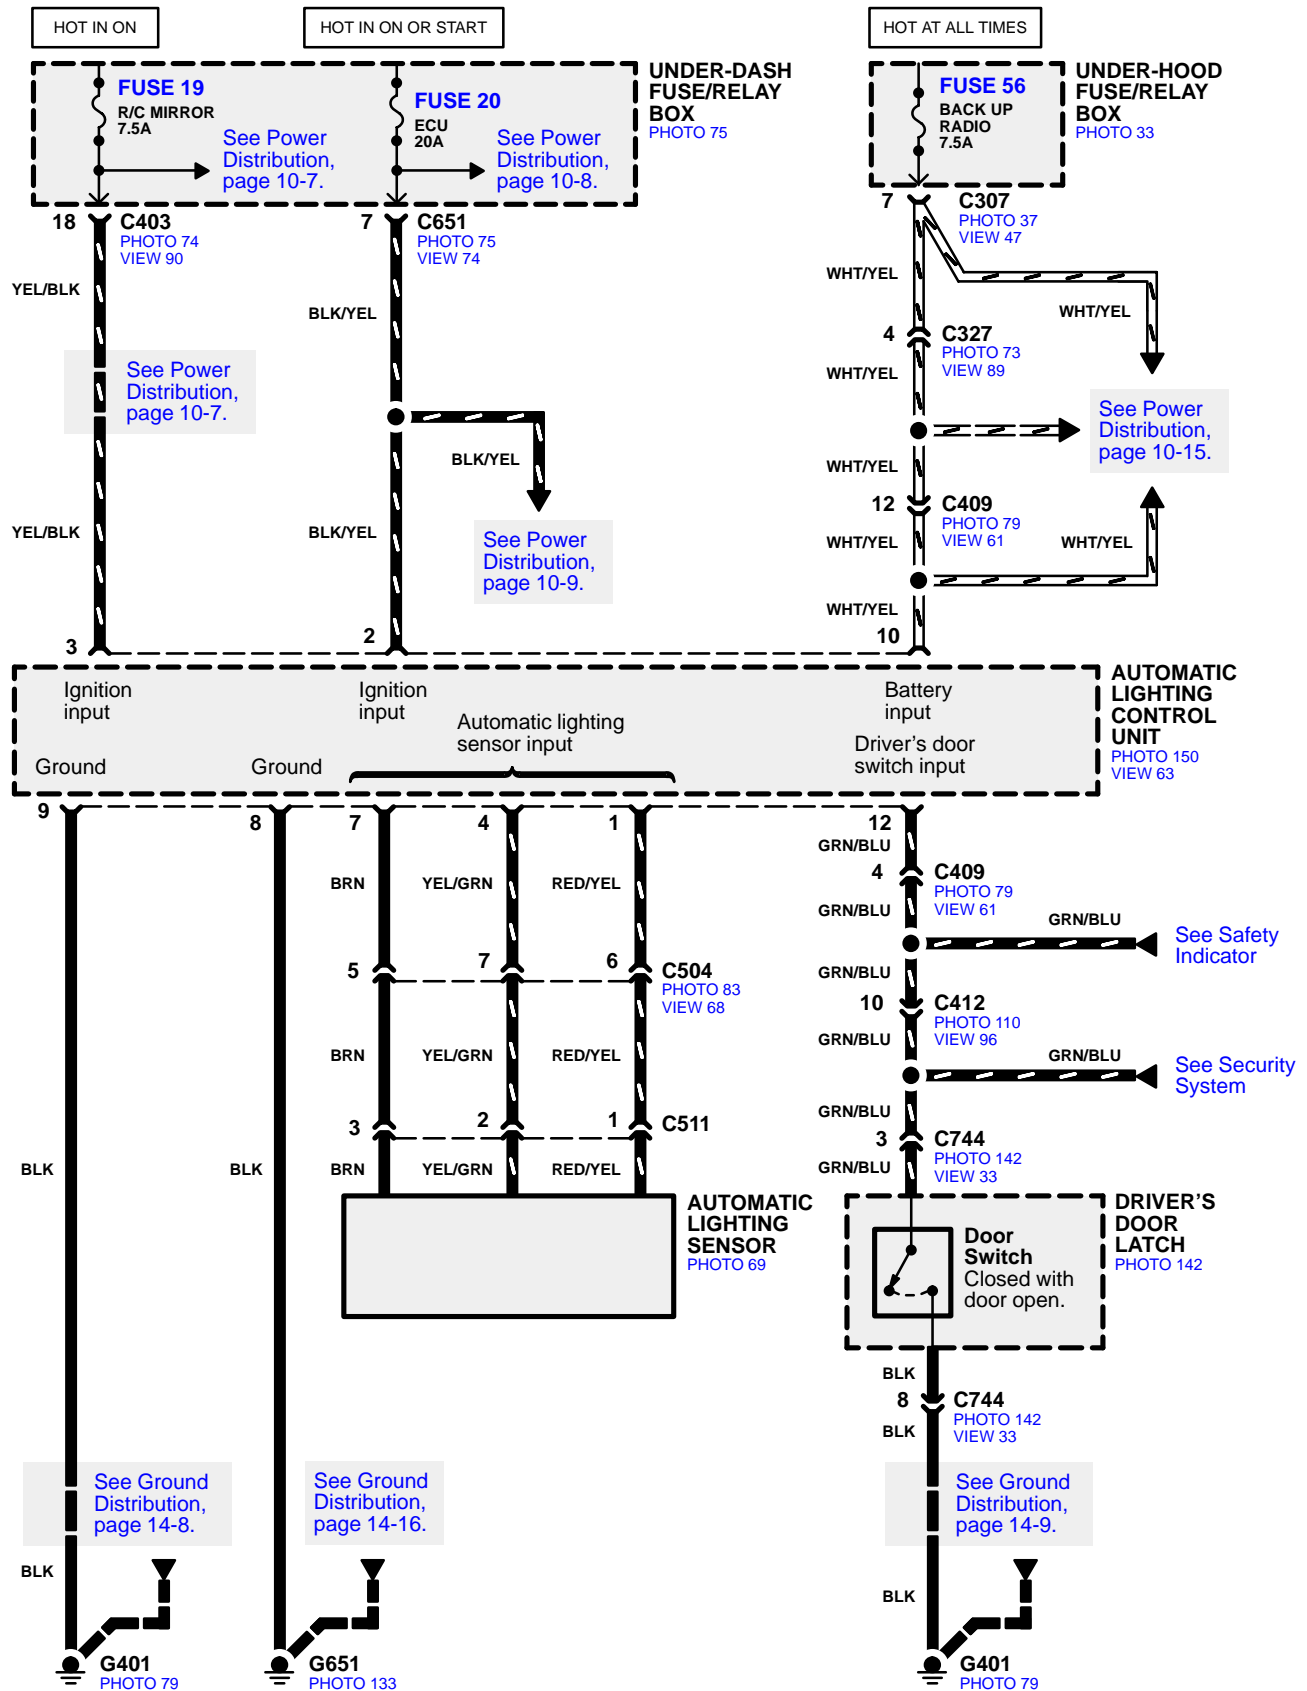 HOT IN ON
HOT IN ON OR START
HOT AT ALL TIMES
FUSE 19
R/C MIRROR
7.5A
See Power
Distribution,
page 10-7.
FUSE 20
ECU
20A
See Power
Distribution,
page 10-8.
UNDER-DASH
FUSE/RELAY
BOX
PHOTO 75
FUSE 56
BACK UP
RADIO
7.5A
UNDER-HOOD
FUSE/RELAY
BOX
PHOTO 33
18
C403
PHOTO 74
VIEW 90
7
C651
PHOTO 75
VIEW 74
7
C307
PHOTO 37
VIEW 47
YEL/BLK
BLK/YEL
WHT/YEL
WHT/YEL
4
C327
PHOTO 73
VIEW 89
See Power
Distribution,
page 10-7.
WHT/YEL
See Power
Distribution,
page 10-15.
BLK/YEL
WHT/YEL
12
C409
PHOTO 79
VIEW 61
YEL/BLK
BLK/YEL
See Power
Distribution,
page 10-9.
WHT/YEL
WHT/YEL
WHT/YEL
3
2
10
Ignition
input
Ignition
input
Battery
input
AUTOMATIC
LIGHTING
CONTROL
UNIT
PHOTO 150
VIEW 63
Automatic lighting
sensor input
Driver's door
switch input
Ground
Ground
9
8
7
4
1
12
GRN/BLU
4
C409
PHOTO 79
VIEW 61
BRN
YEL/GRN
RED/YEL
GRN/BLU
GRN/BLU
See Safety
Indicator
5
7
6
C504
PHOTO 83
VIEW 68
GRN/BLU
10
C412
PHOTO 110
VIEW 96
BRN
YEL/GRN
RED/YEL
GRN/BLU
GRN/BLU
See Security
System
3
2
1
C511
GRN/BLU
3
C744
PHOTO 142
VIEW 33
BLK
BLK
BRN
YEL/GRN
RED/YEL
GRN/BLU
AUTOMATIC
LIGHTING
SENSOR
PHOTO 69
Door
Switch
Closed with
door open.
DRIVER'S
DOOR
LATCH
PHOTO 142
BLK
8
C744
PHOTO 142
VIEW 33
BLK
See Ground
Distribution,
page 14-8.
See Ground
Distribution,
page 14-16.
See Ground
Distribution,
page 14-9.
BLK
BLK
G401
PHOTO 79
G651
PHOTO 133
G401
PHOTO 79